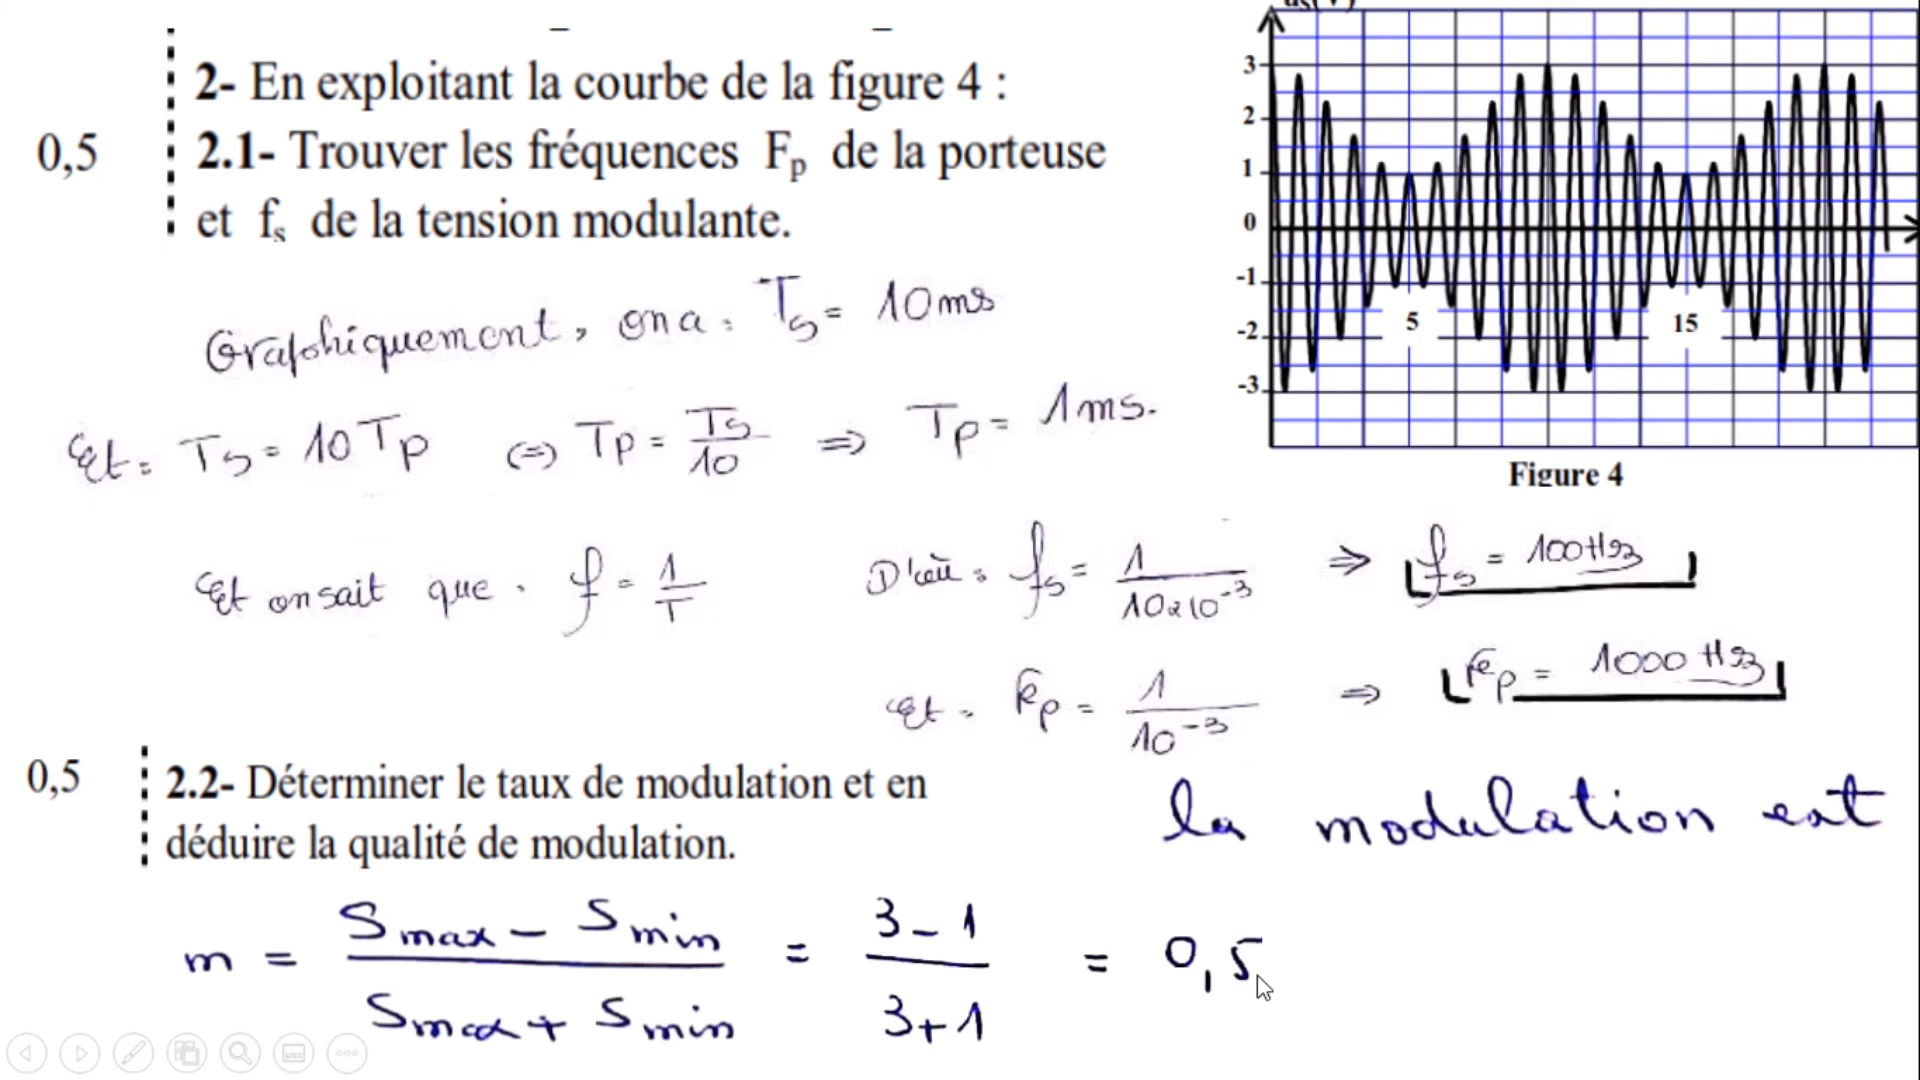 2- En exploitant la courbe de la figure 4 :
0,5 2.1- Trouver les fréquences Fp de la porteuse
et fs de la tension modulante.
3
2
1
0
-1
-2
-3
5 15
Figure 4
Graphiquement, on a : Ts = 10ms
Et : Ts = 10Tp (=) Tp = Ts/10 => Tp = 1ms.
Et on sait que : f = 1/T D'où : fs = 1/10x10^-3 => fs = 100Hz
Et : Fp = 1/10^-3 => Fp = 1000 Hz
0,5 2.2- Déterminer le taux de modulation et en
déduire la qualité de modulation.
la modulation est
m = Smax - Smin / Smax + Smin = 3 - 1 / 3 + 1 = 0,5